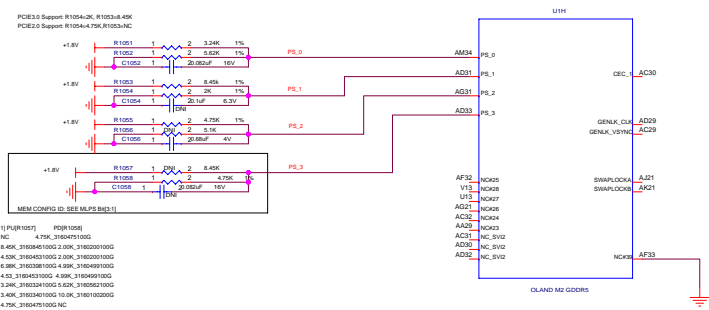 PCIE3.0 Support: R1054=2K, R1053=8.45K
PCIE2.0 Support: R1054=4.75K,R1053=NC
U1H
+1.8V R1051 1 2 3.24K 1%
R1052 1 2 5.62K 1% PS_0
C1052 1 2 0.082uF 16V
AM34 PS_0
+1.8V R1053 1 2 8.45k 1%
R1054 1 2 2K 1% PS_1
C1054 1 2 0.1uF 6.3V
DNI
AD31 PS_1
CEC_1 AC30
AG31 PS_2
+1.8V R1055 1 2 4.75K 1%
R1056 1 DNI 2 5.1K PS_2
C1056 1 2 0.68uF 4V
AD33 PS_3
GENLK_CLK AD29
GENLK_VSYNC AC29
+1.8V R1057 1 DNI 2 8.45K PS_3
R1058 1 2 4.75K 1%
C1058 1 2 0.082uF 16V
DNI
MEM CONFIG ID: SEE MLPS Bit[3:1]
AF32 NC#25
V13 NC#28
U13 NC#27
AG21 NC#26
AC32 NC#24
AA29 NC#23
AC31 NC_SVI2
AD30 NC_SVI2
AD32 NC_SVI2
SWAPLOCKA AJ21
SWAPLOCKB AK21
NC#39 AF33
OLAND M2 GDDR5
1] PU[R1057] PD[R1058]
NC 4.75K_3160475100G
8.45K_3160845100G 2.00K_3160200100G
4.53K_3160453100G 2.00K_3160200100G
6.98K_3160398100G 4.99K_3160499100G
4.53_3160453100G 4.99K_3160499100G
3.24K_3160324100G 5.62K_3160562100G
3.40K_3160340100G 10.0K_3160100200G
4.75K_3160475100G NC